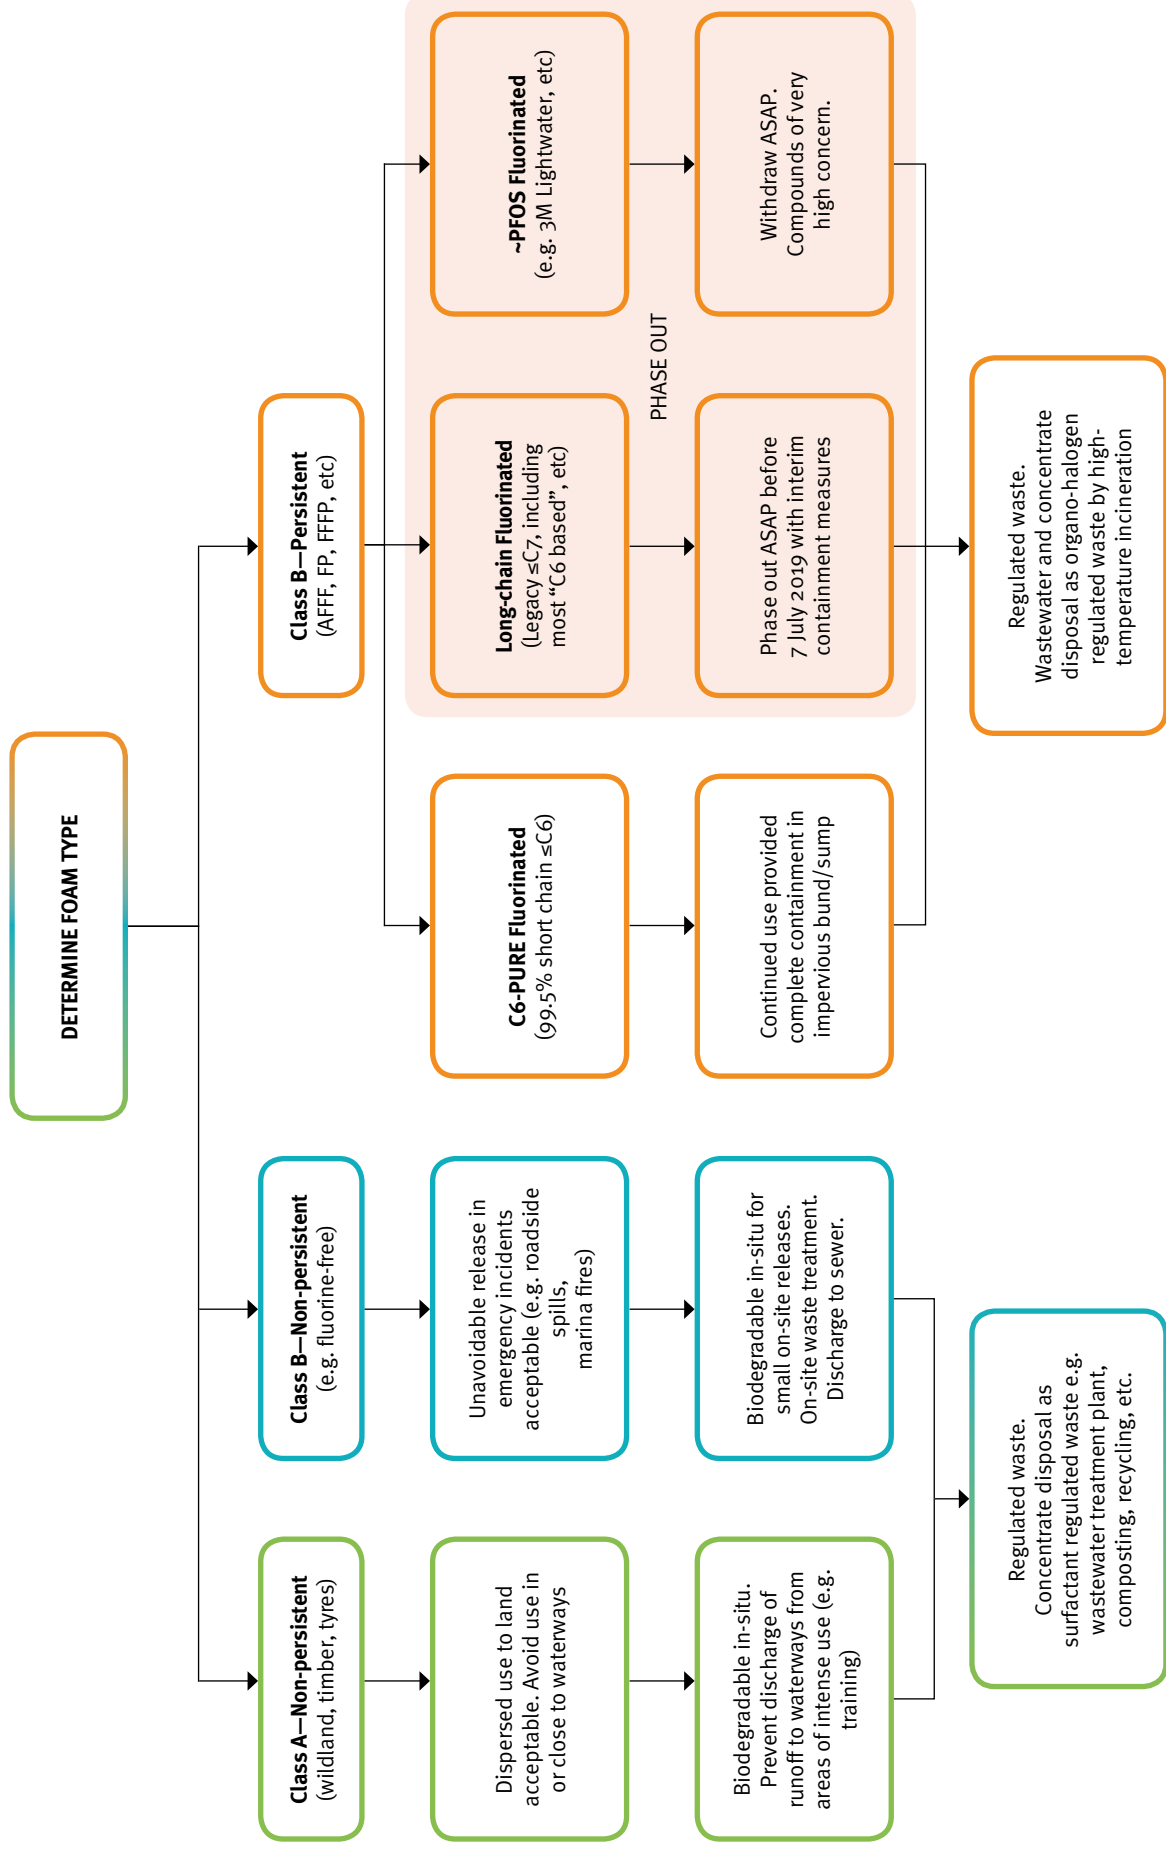 DETERMINE FOAM TYPE
Class A—Non-persistent
(wildland, timber, tyres)
Class B—Non-persistent
(e.g. fluorine-free)
Class B—Persistent
(AFFF, FP, FFFP, etc)
Dispersed use to land
acceptable. Avoid use in
or close to waterways
Unavoidable release in
emergency incidents
acceptable (e.g. roadside
spills,
marina fires)
C6-PURE Fluorinated
(99.5% short chain ≤C6)
Long-chain Fluorinated
(Legacy ≤C7, including
most “C6 based”, etc)
~PFOS Fluorinated
(e.g. 3M Lightwater, etc)
PHASE OUT
Biodegradable in-situ.
Prevent discharge of
runoff to waterways from
areas of intense use (e.g.
training)
Biodegradable in-situ for
small on-site releases.
On-site waste treatment.
Discharge to sewer.
Continued use provided
complete containment in
impervious bund/sump
Phase out ASAP before
7 July 2019 with interim
containment measures
Withdraw ASAP.
Compounds of very
high concern.
Regulated waste.
Concentrate disposal as
surfactant regulated waste e.g.
wastewater treatment plant,
composting, recycling, etc.
Regulated waste.
Wastewater and concentrate
disposal as organo-halogen
regulated waste by high-
temperature incineration